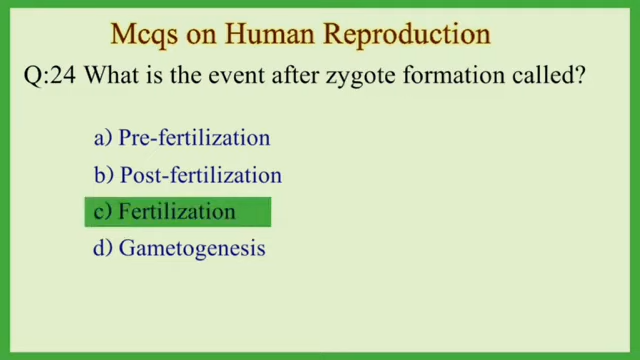 Mcqs on Human Reproduction
Q:24 What is the event after zygote formation called?
a) Pre-fertilization
b) Post-fertilization
c) Fertilization
d) Gametogenesis